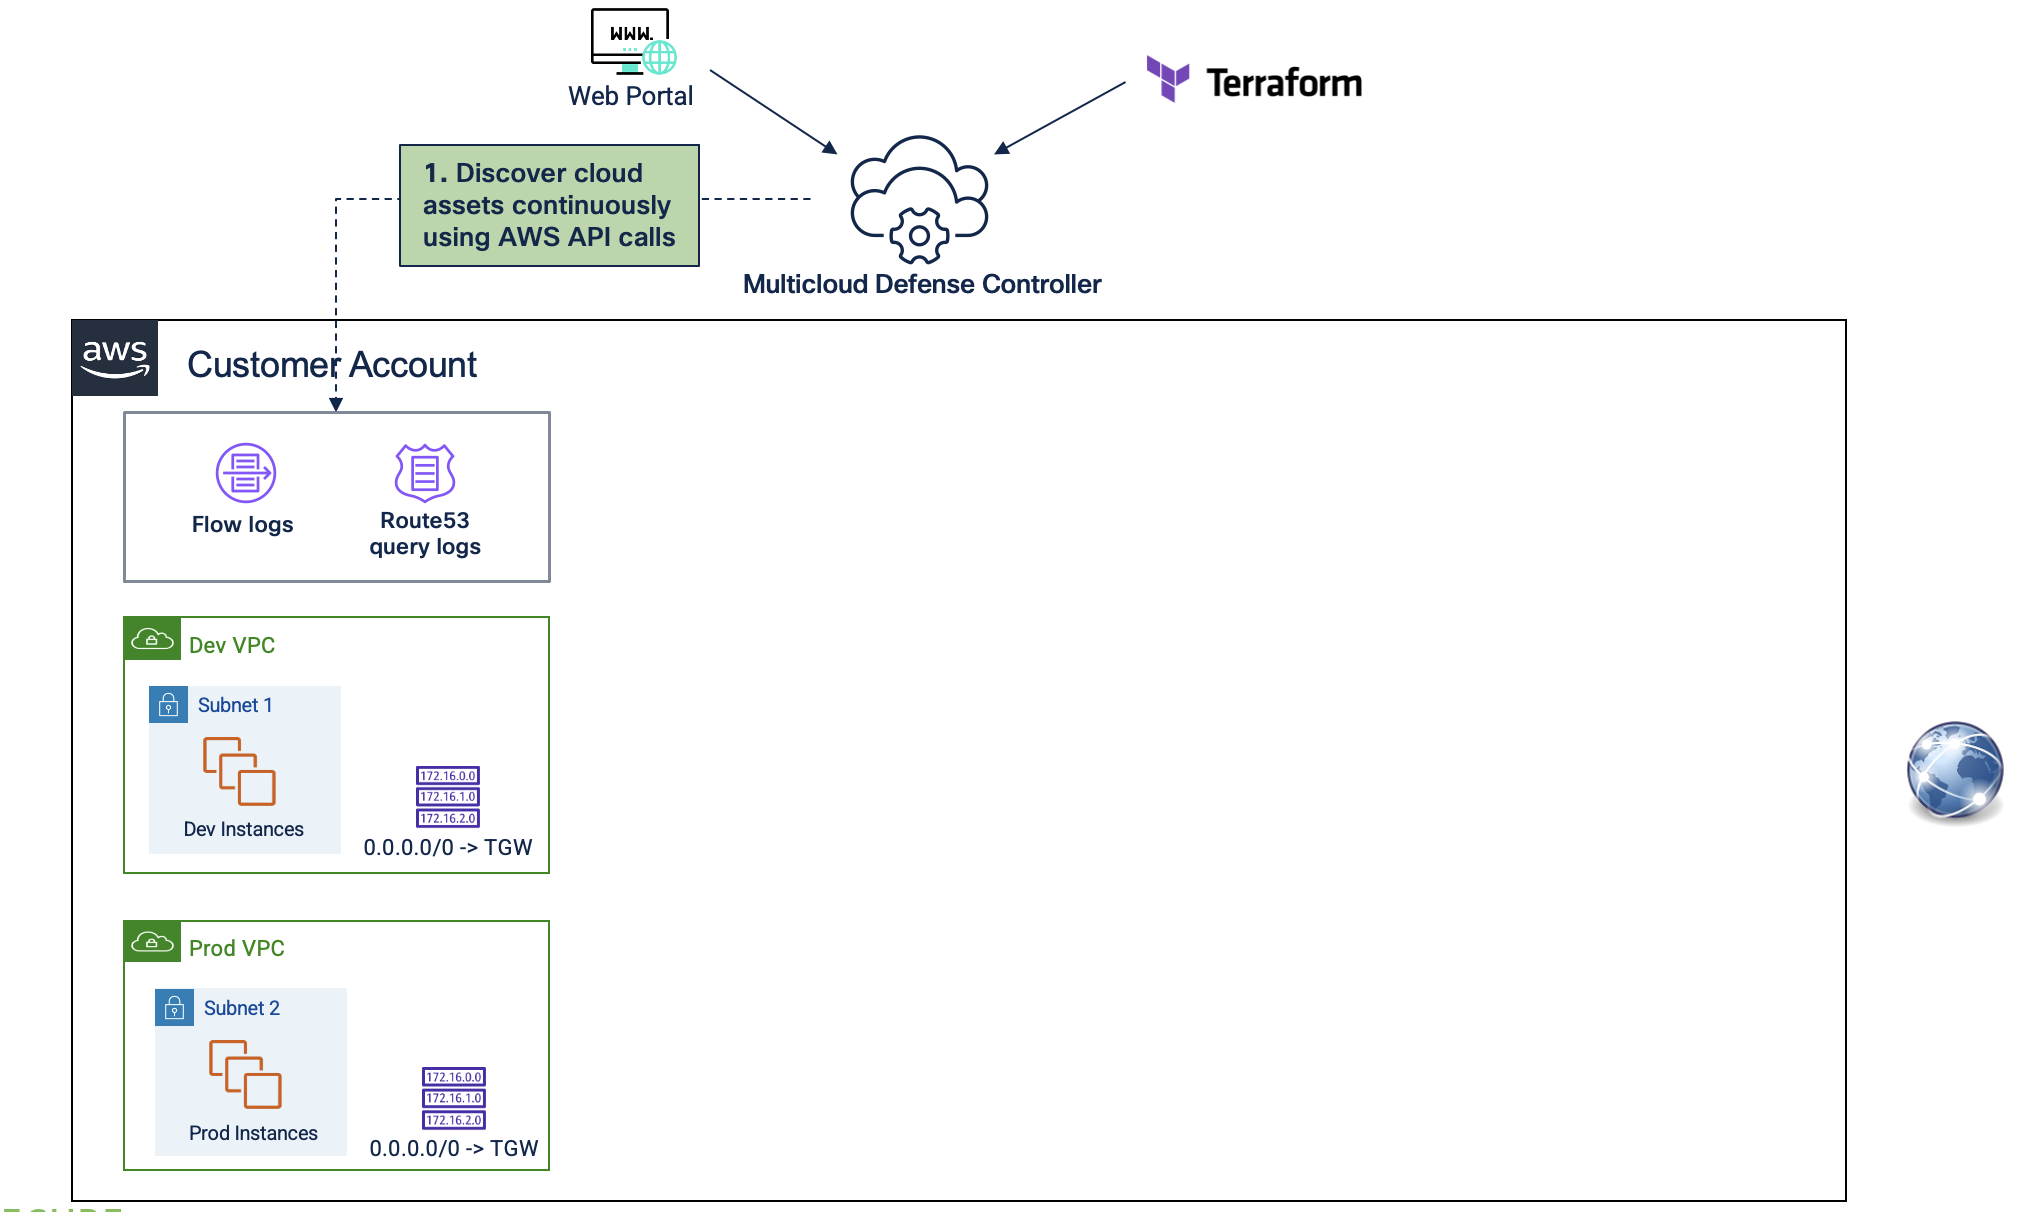 www.
Web Portal
Terraform
1. Discover cloud
assets continuously
using AWS API calls
Multicloud Defense Controller
aws
Customer Account
Flow logs
Route53
query logs
Dev VPC
Subnet 1
Dev Instances
172.16.0.0
172.16.1.0
172.16.2.0
0.0.0.0/0 -> TGW
Prod VPC
Subnet 2
Prod Instances
172.16.0.0
172.16.1.0
172.16.2.0
0.0.0.0/0 -> TGW